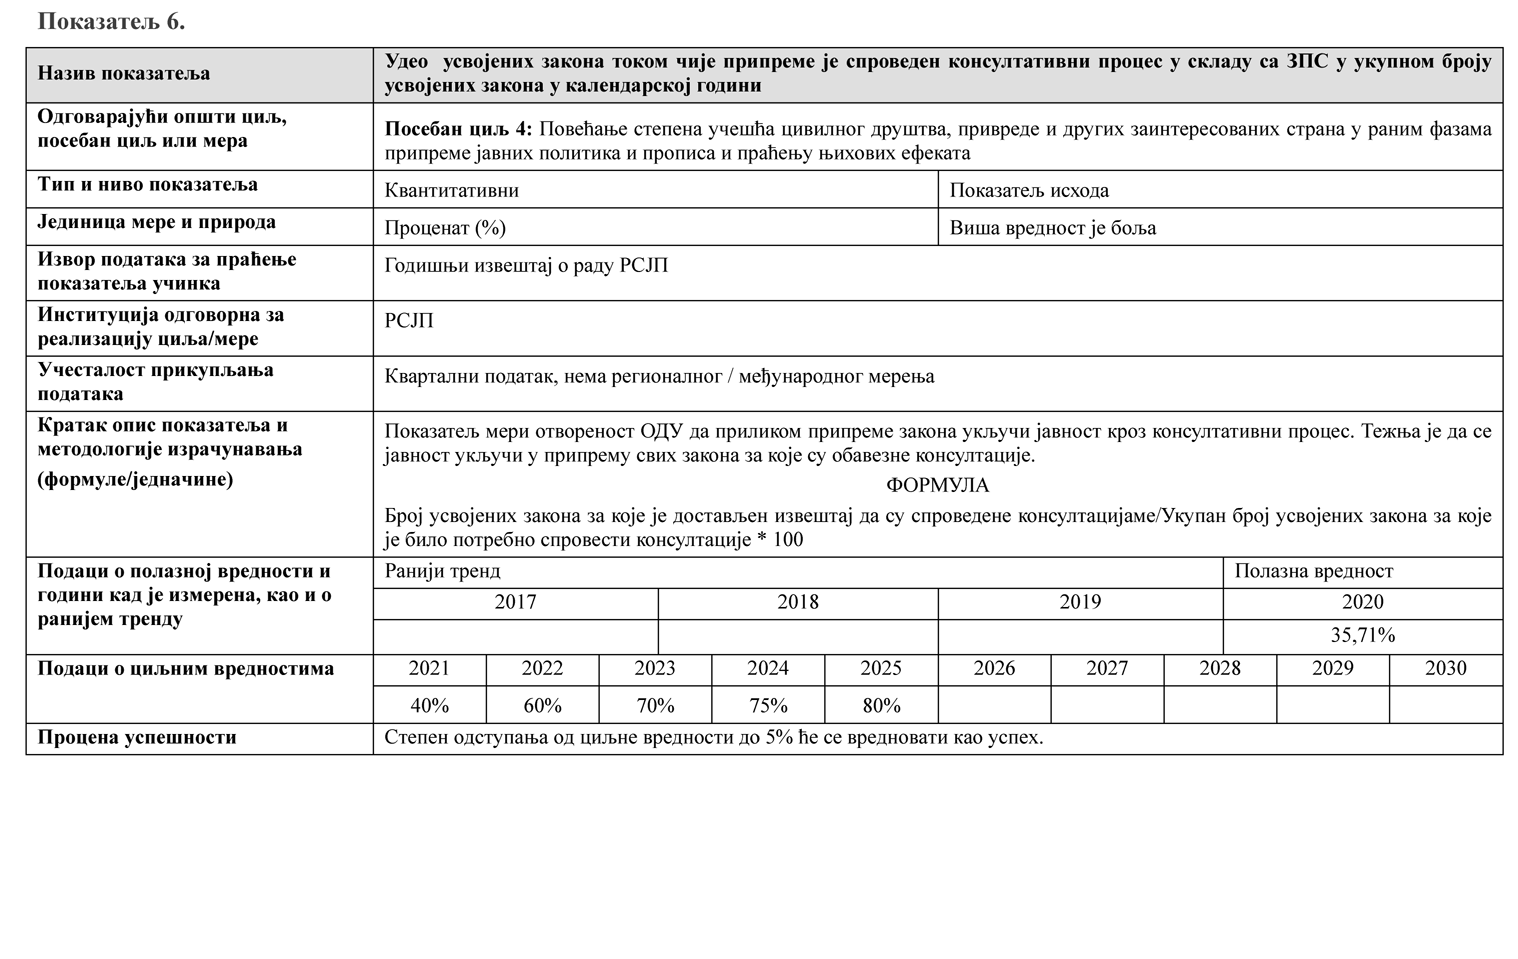 Показатељ 6.
Назив показатеља
Удео усвојених закона током чије припреме је спроведен консултативни процес у складу са ЗПС у укупном броју
усвојених закона у календарској години
Одговарајући општи циљ,
посебан циљ или мера
Посебан циљ 4: Повећање степена учешћа цивилног друштва, привреде и других заинтересованих страна у раним фазама
припреме јавних политика и прописа и праћењу њихових ефеката
Тип и ниво показатеља
Квантитативни
Показатељ исхода
Јединица мере и природа
Проценат (%)
Виша вредност је боља
Извор података за праћење
показатеља учинка
Годишњи извештај о раду РСЈП
Институција одговорна за
реализацију циља/мере
РСЈП
Учесталост прикупљања
података
Квартални податак, нема регионалног / међународног мерења
Кратак опис показатеља и
методологије израчунавања
(формуле/једначине)
Показатељ мери отвореност ОДУ да приликом припреме закона укључи јавност кроз консултативни процес. Тежња је да се
јавност укључи у припрему свих закона за које су обавезне консултације.
ФОРМУЛА
Број усвојених закона за које је достављен извештај да су спроведене консултацијаме/Укупан број усвојених закона за које
је било потребно спровести консултације * 100
Подаци о полазној вредности и
години кад је измерена, као и о
ранијем тренду
Ранији тренд
Полазна вредност
2017 2018 2019 2020
35,71%
Подаци о циљним вредностима
2021 2022 2023 2024 2025 2026 2027 2028 2029 2030
40% 60% 70% 75% 80%
Процена успешности
Степен одступања од циљне вредности до 5% ће се вредновати као успех.